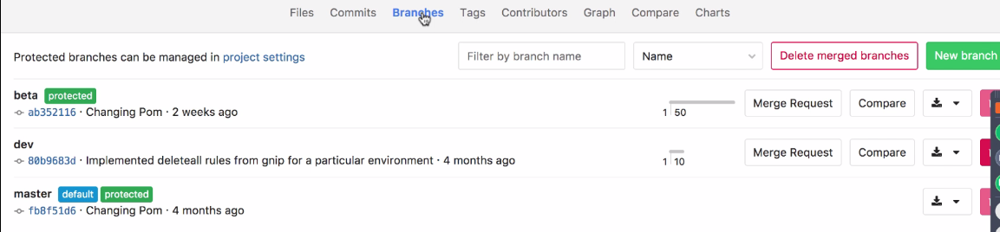 Files Commits Branches Tags Contributors Graph Compare Charts
Protected branches can be managed in project settings Filter by branch name Name Delete merged branches New branch
beta protected
ab352116 · Changing Pom · 2 weeks ago 1 50 Merge Request Compare
dev
80b9683d · Implemented deleteall rules from gnip for a particular environment · 4 months ago 1 10 Merge Request Compare
master default protected
fb8f51d6 · Changing Pom · 4 months ago